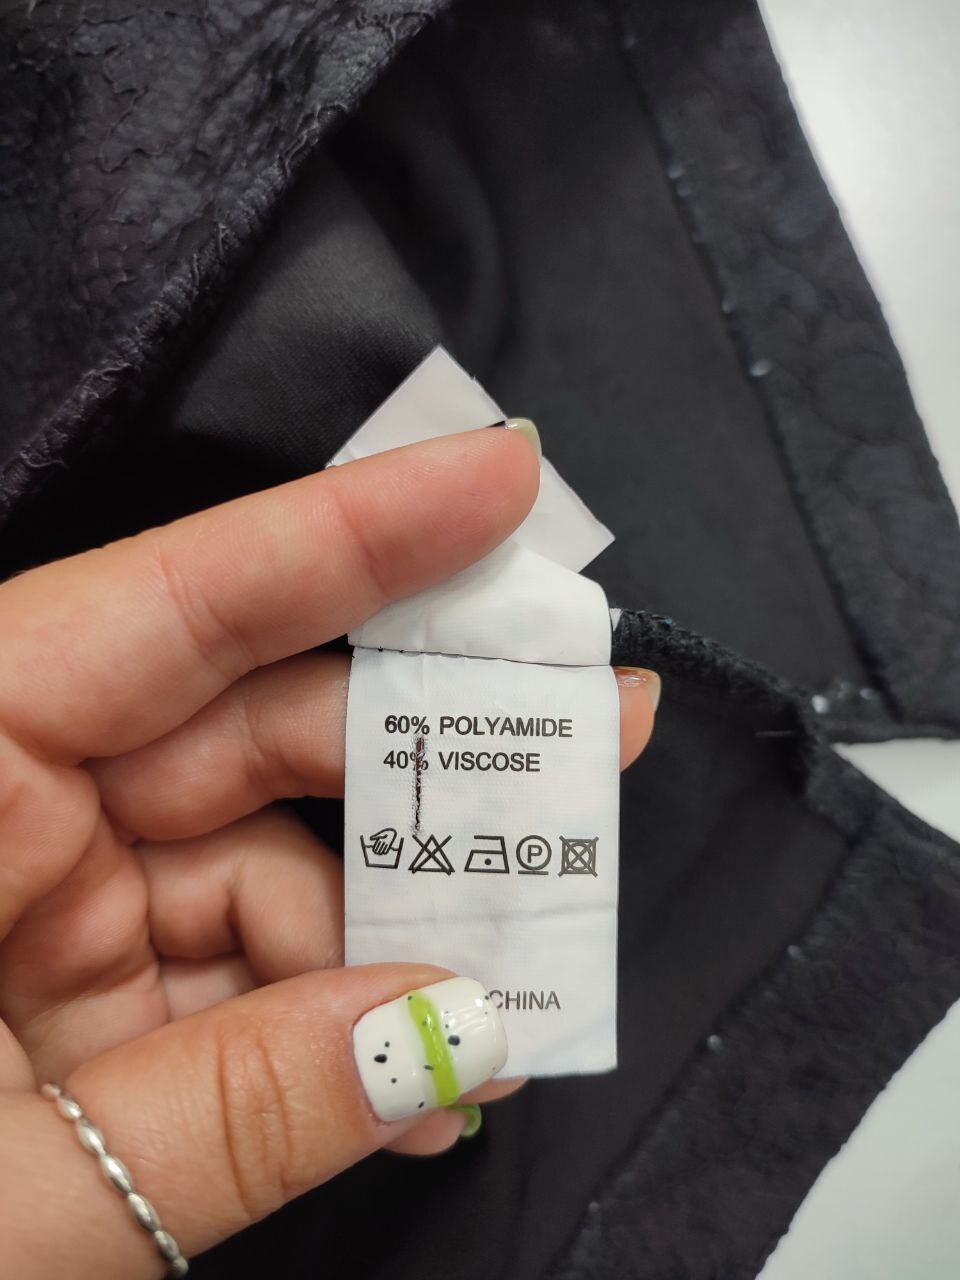 60% POLYAMIDE
40% VISCOSE
P
CHINA